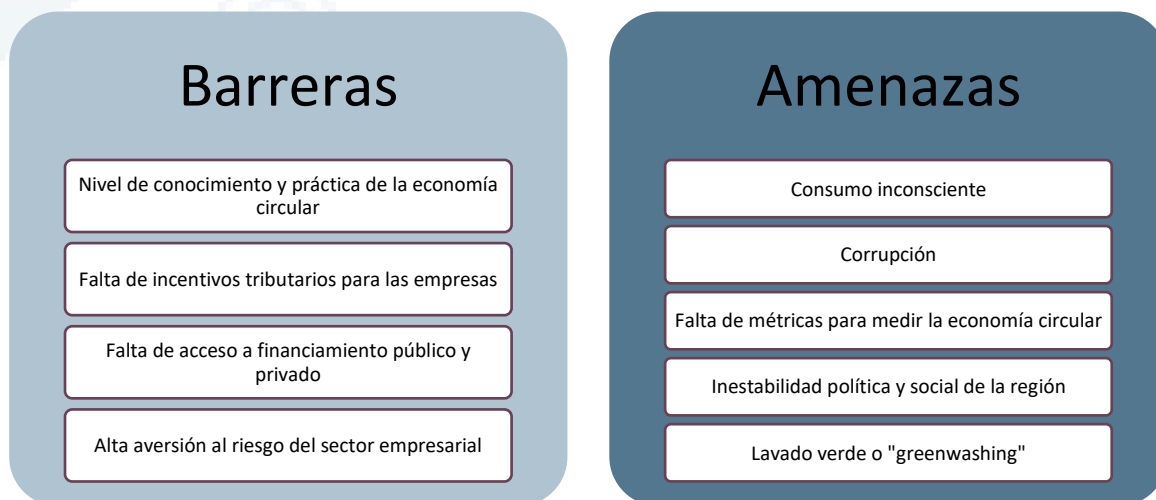 Barreras
Nivel de conocimiento y práctica de la economía
circular
Falta de incentivos tributarios para las empresas
Falta de acceso a financiamiento público y
privado
Alta aversión al riesgo del sector empresarial
Amenazas
Consumo inconsciente
Corrupción
Falta de métricas para medir la economía circular
Inestabilidad política y social de la región
Lavado verde o "greenwashing"